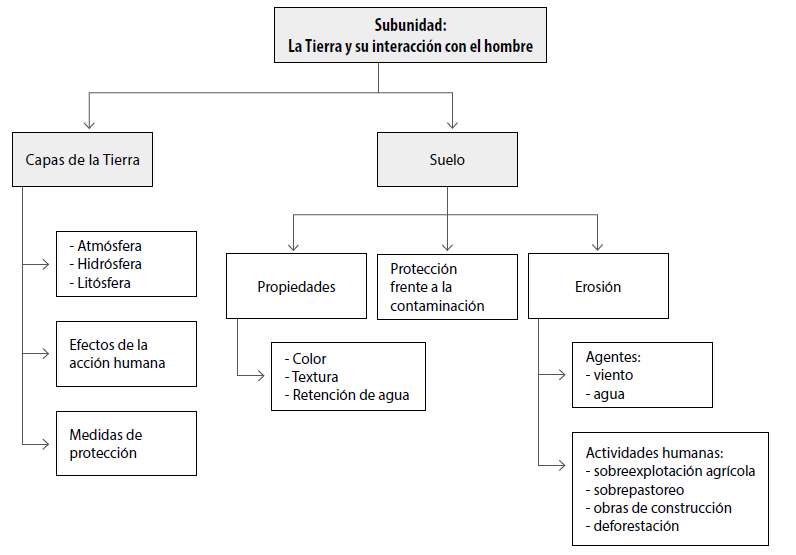 Subunidad:
La Tierra y su interacción con el hombre
Capas de la Tierra
Suelo
- Atmósfera
- Hidrósfera
- Litósfera
Efectos de la
acción humana
Medidas de
protección
Propiedades
Protección
frente a la
contaminación
Erosión
- Color
- Textura
- Retención de agua
Agentes:
- viento
- agua
Actividades humanas:
- sobreexplotación agrícola
- sobrepastoreo
- obras de construcción
- deforestación